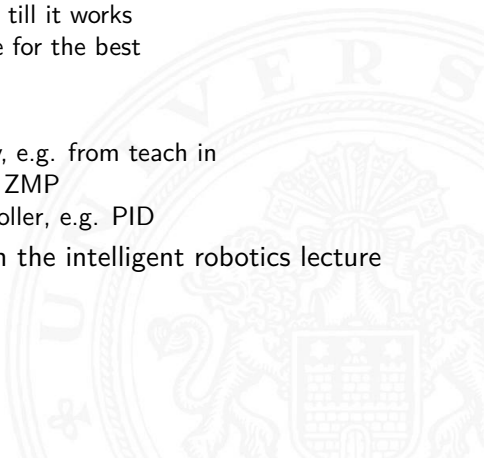 till it works
e for the best
, e.g. from teach in
ZMP
oller, e.g. PID
n the intelligent robotics lecture
U N I V E R S